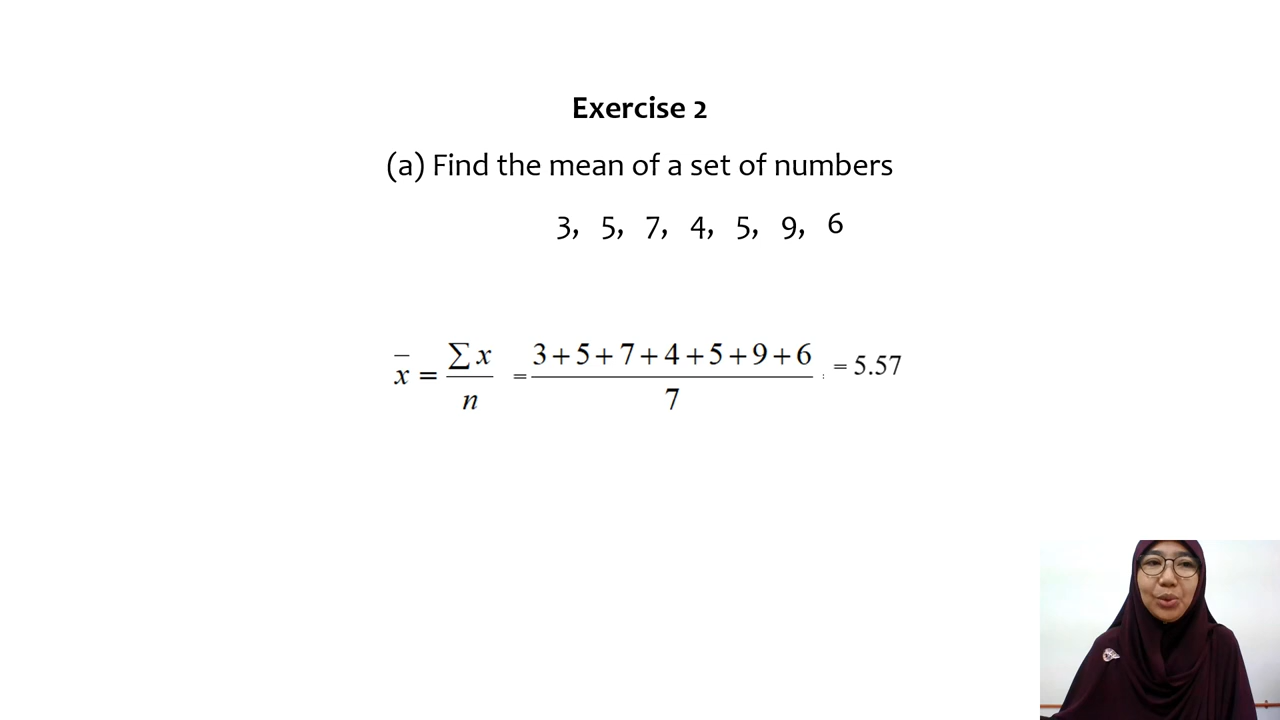 Exercise 2
(a) Find the mean of a set of numbers
3, 5, 7, 4, 5, 9, 6
x̅ = ∑x / n = 3+5+7+4+5+9+6 / 7 = 5.57